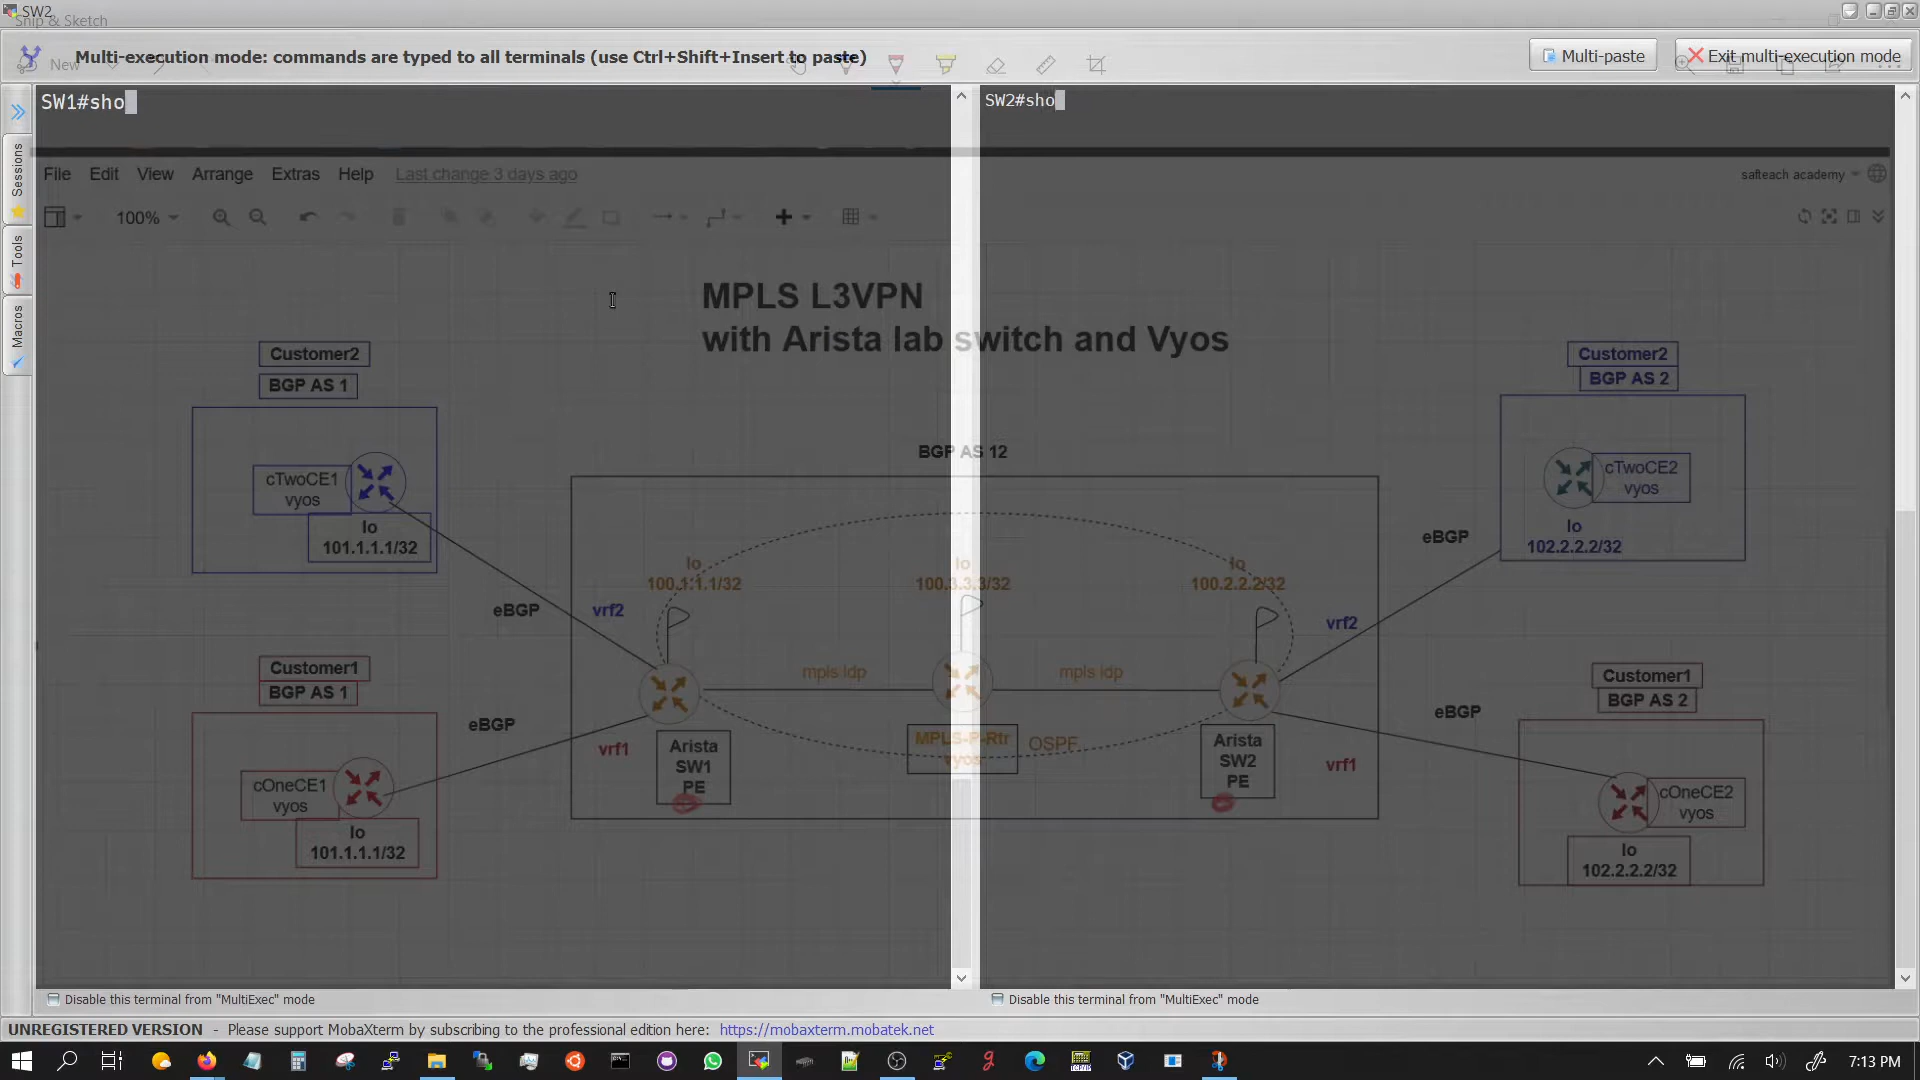 SW2
Snip & Sketch
New
Multi-execution mode: commands are typed to all terminals (use Ctrl+Shift+Insert to paste)
Multi-paste
Exit multi-execution mode
SW1#sho
SW2#sho
Sessions
Tools
Macros
File Edit View Arrange Extras Help Last change 3 days ago
safteach academy
100%
MPLS L3VPN
with Arista lab switch and Vyos
Customer2
BGP AS 1
cTwoCE1
vyos
lo
101.1.1.1/32
eBGP
vrf2
Customer1
BGP AS 1
cOneCE1
vyos
lo
101.1.1.1/32
eBGP
vrf1
BGP AS 12
lo
100.1.1.1/32
lo
100.3.3.3/32
lo
100.2.2.2/32
mpls ldp
mpls ldp
Arista
SW1
PE
MPLS-P-Rtr
vyos
OSPF
Arista
SW2
PE
Customer2
BGP AS 2
cTwoCE2
vyos
lo
102.2.2.2/32
eBGP
vrf2
Customer1
BGP AS 2
cOneCE2
vyos
lo
102.2.2.2/32
eBGP
vrf1
Disable this terminal from "MultiExec" mode
Disable this terminal from "MultiExec" mode
UNREGISTERED VERSION - Please support MobaXterm by subscribing to the professional edition here: https://mobaxterm.mobatek.net
7:13 PM